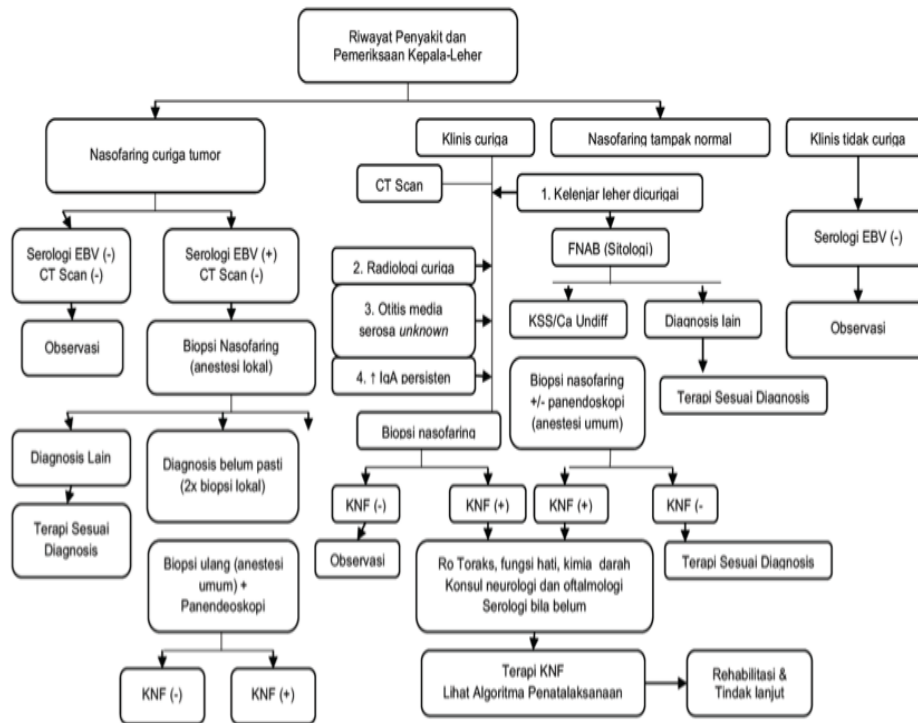 Riwayat Penyakit dan
Pemeriksaan Kepala-Leher
Nasofaring curiga tumor
Klinis curiga
Nasofaring tampak normal
Klinis tidak curiga
CT Scan
1. Kelenjar leher dicurigai
Serologi EBV (-)
CT Scan (-)
Serologi EBV (+)
CT Scan (-)
FNAB (Sitologi)
Serologi EBV (-)
2. Radiologi curiga
3. Otitis media
serosa unknown
4. ↑ IgA persisten
KSS/Ca Undiff
Diagnosis lain
Observasi
Observasi
Biopsi Nasofaring
(anestesi lokal)
Biopsi nasofaring
+/- panendoskopi
(anestesi umum)
Terapi Sesuai Diagnosis
Diagnosis Lain
Diagnosis belum pasti
(2x biopsi lokal)
Biopsi nasofaring
Terapi Sesuai
Diagnosis
KNF (-)
KNF (+)
KNF (+)
KNF (-
Biopsi ulang (anestesi
umum) +
Panendeoskopi
Observasi
Ro Toraks, fungsi hati, kimia darah
Konsul neurologi dan oftalmologi
Serologi bila belum
Terapi Sesuai Diagnosis
KNF (-)
KNF (+)
Terapi KNF
Lihat Algoritma Penatalaksanaan
Rehabilitasi &
Tindak lanjut